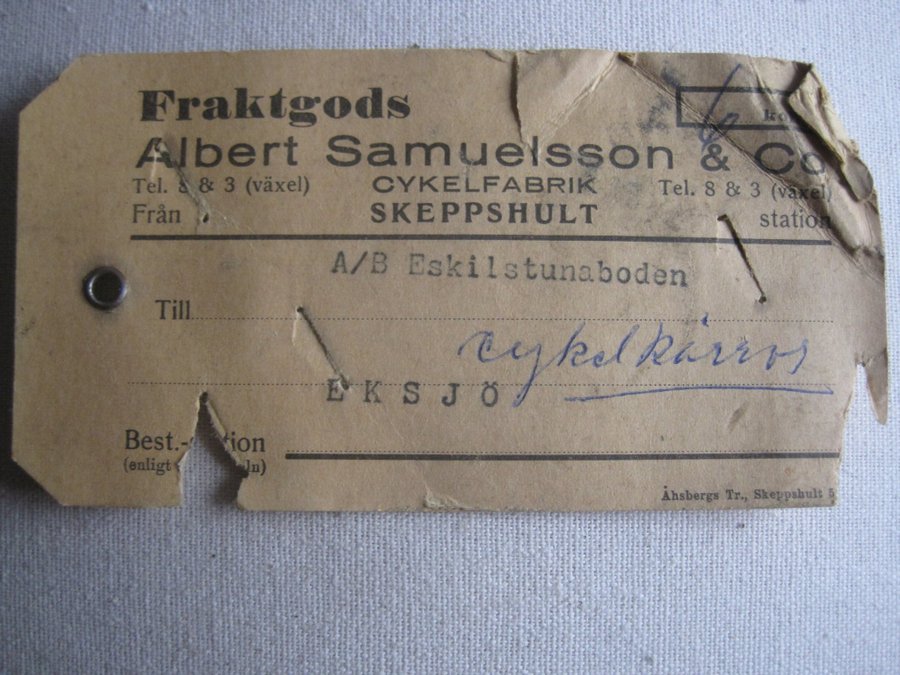 Fraktgods
Albert Samuelsson & Co
Tel. 8 & 3 (växel) CYKELFABRIK Tel. 8 & 3 (växel)
Från SKEPPSHULT station
A/B Eskilstunaboden
Till
cykelkärror
EKSJÖ
Best.-
(enligt
Åhsbergs Tr., Skeppshult